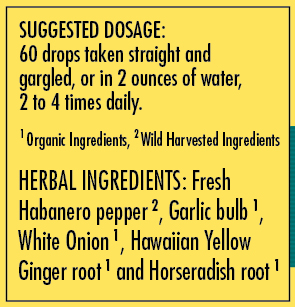 SUGGESTED DOSAGE:
60 drops taken straight and
gargled, or in 2 ounces of water,
2 to 4 times daily.
¹ Organic Ingredients, ² Wild Harvested Ingredients
HERBAL INGREDIENTS: Fresh
Habanero pepper ², Garlic bulb ¹,
White Onion ¹, Hawaiian Yellow
Ginger root ¹ and Horseradish root ¹